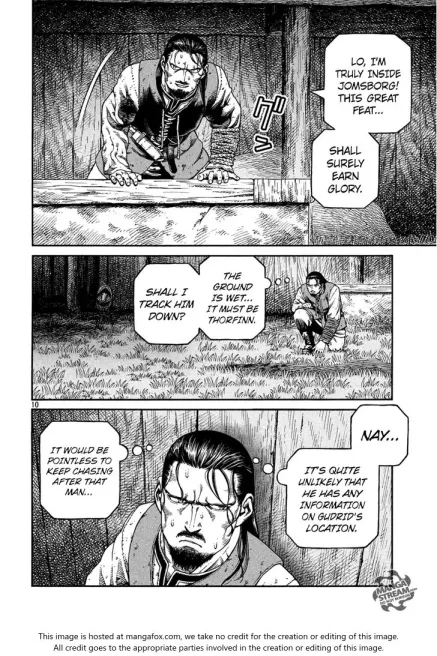 LO, I'M
TRULY INSIDE
JOMSBORG!
THIS GREAT
FEAT...
SHALL
SURELY
EARN
GLORY.
THE
GROUND
IS WET...
IT MUST BE
THORFINN.
SHALL I
TRACK HIM
DOWN?
10
NAY...
IT'S QUITE
UNLIKELY THAT
HE HAS ANY
INFORMATION
ON GUDRID'S
LOCATION.
IT WOULD BE
POINTLESS TO
KEEP CHASING
AFTER THAT
MAN...
MANGA
STREAM
This image is hosted at mangafox.com, we take no credit for the creation or editing of this image.
All credit goes to the appropriate parties involved in the creation or editing of this image.